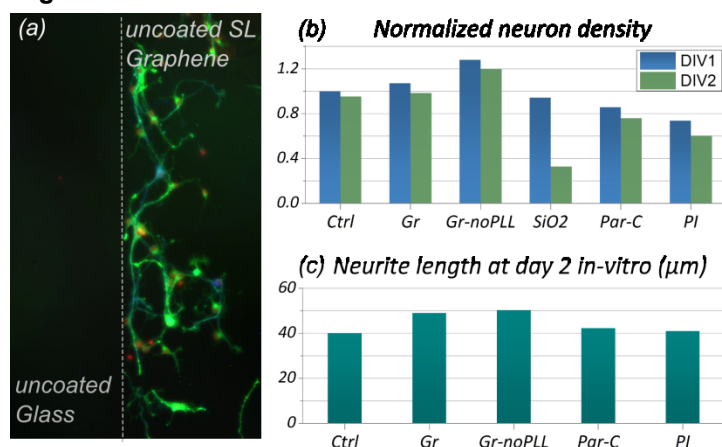 (a)
uncoated SL
Graphene
uncoated
Glass
(b) Normalized neuron density
DIV1
DIV2
1.2
0.8
0.4
0.0
Ctrl Gr Gr-noPLL SiO2 Par-C PI
(c) Neurite length at day 2 in-vitro (μm)
60
40
20
0
Ctrl Gr Gr-noPLL Par-C PI